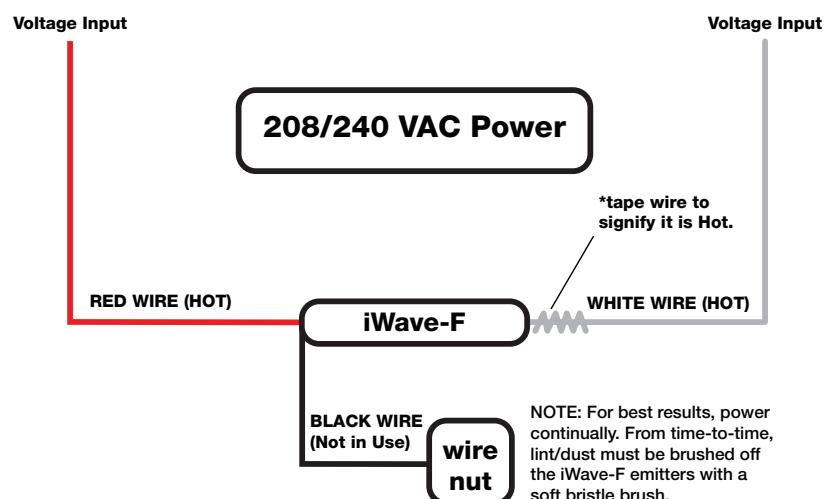 Voltage Input
Voltage Input
208/240 VAC Power
*tape wire to
signify it is Hot.
RED WIRE (HOT)
iWave-F
WHITE WIRE (HOT)
BLACK WIRE
(Not in Use)
wire
nut
NOTE: For best results, power
continually. From time-to-time,
lint/dust must be brushed off
the iWave-F emitters with a
soft bristle brush.